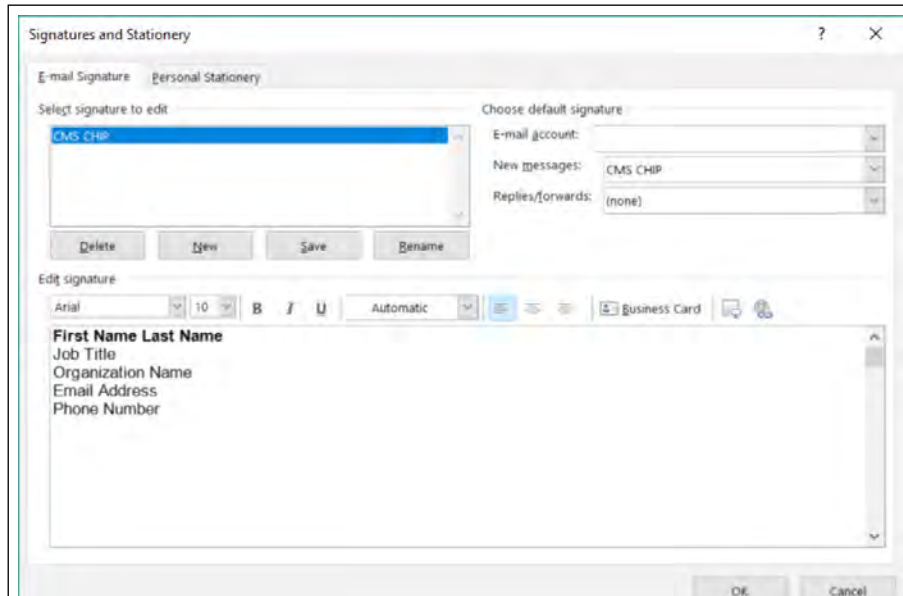 Signatures and Stationery ? ×
E-mail Signature Personal Stationery
Select signature to edit
CMS CHIP
Delete New Save Rename
Choose default signature
E-mail account:
New messages: CMS CHIP
Replies/forwards: (none)
Edit signature
Arial 10 B I U Automatic Business Card
First Name Last Name
Job Title
Organization Name
Email Address
Phone Number
OK Cancel